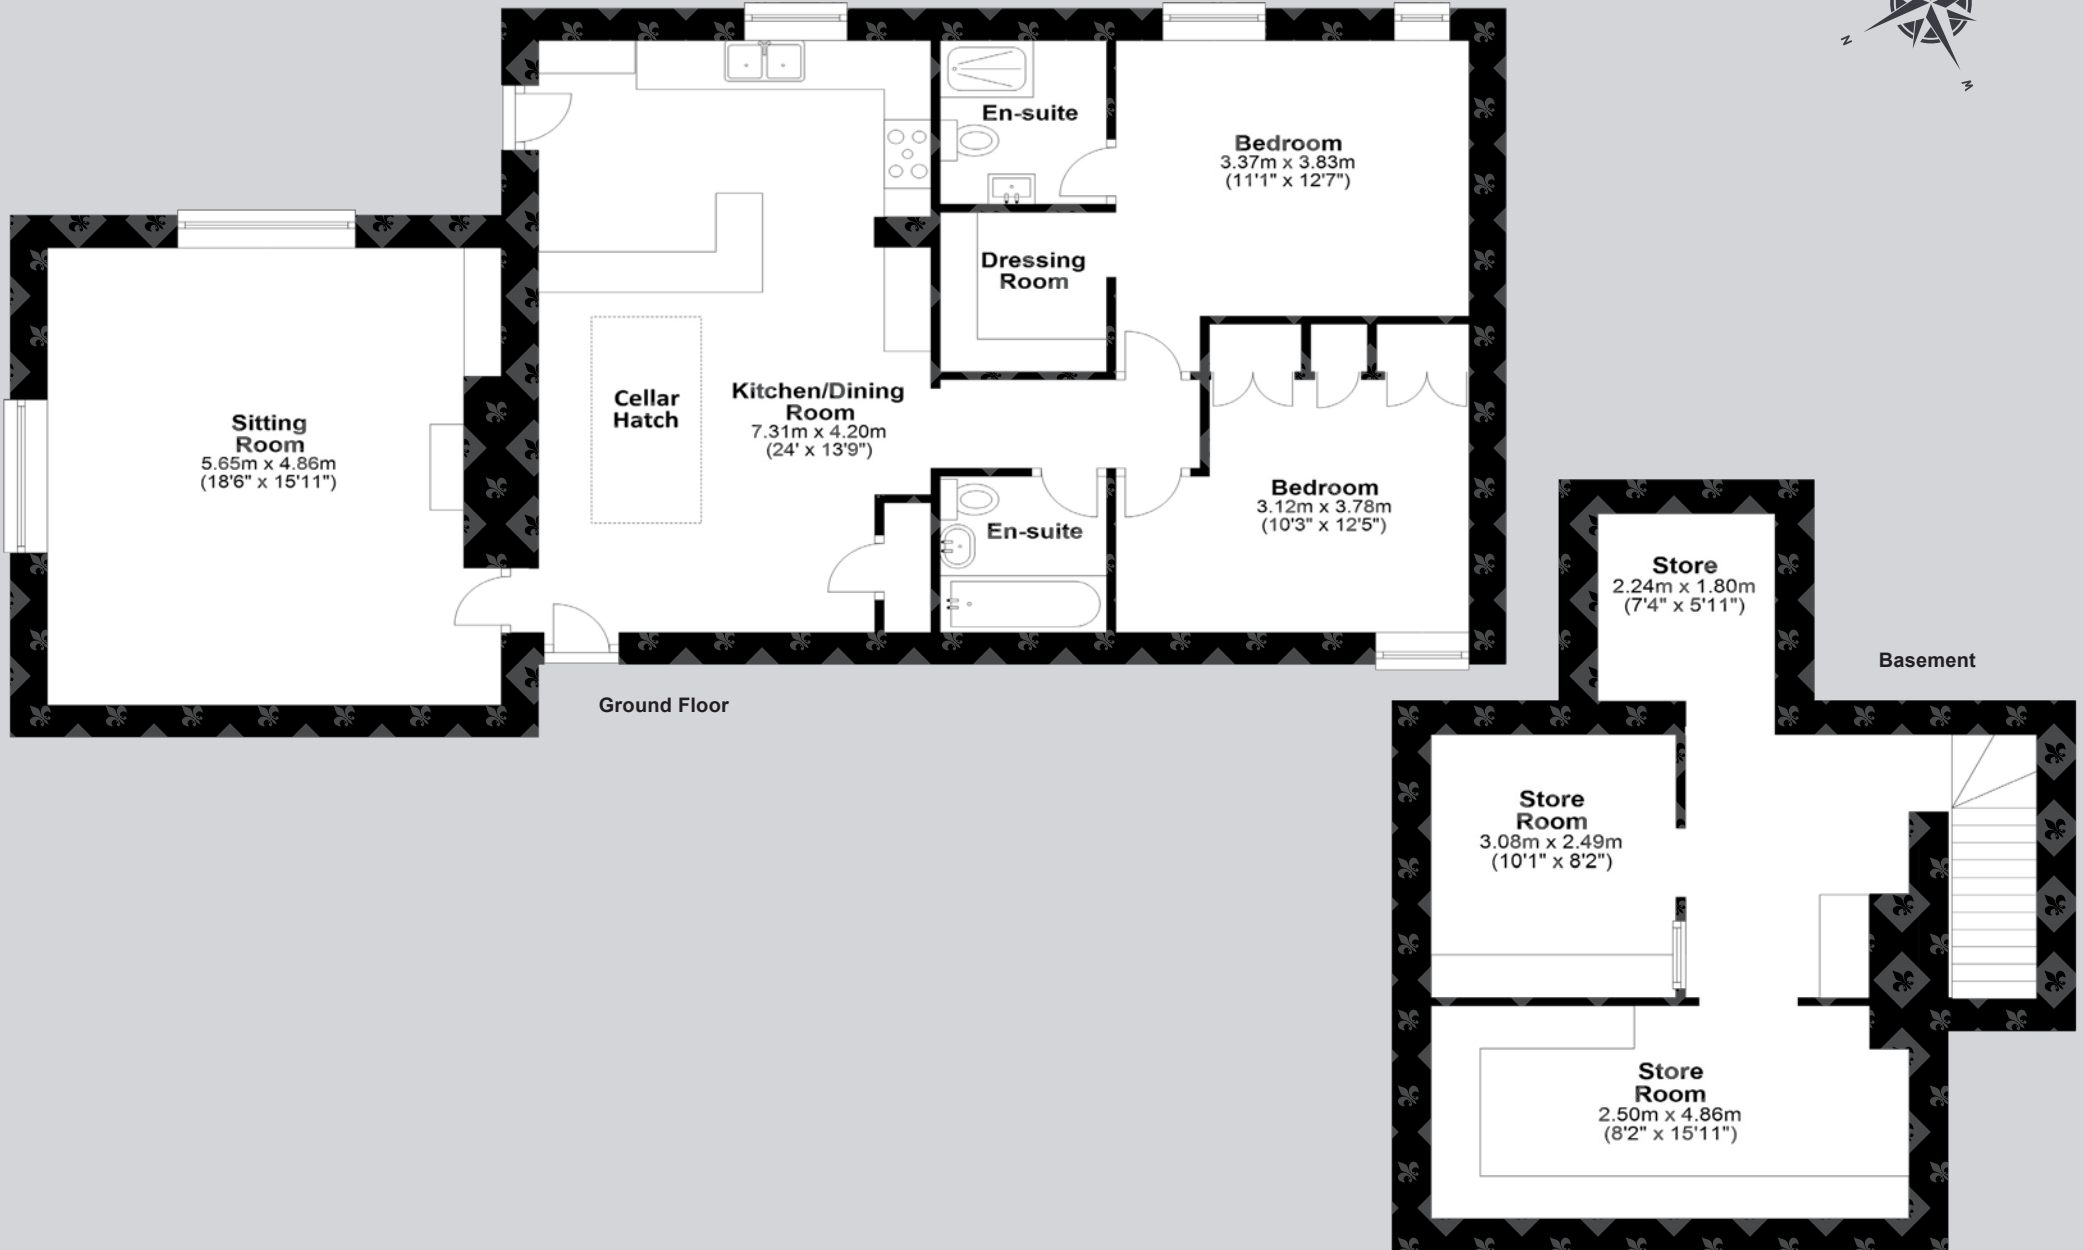 N
W
En-suite
Bedroom
3.37m x 3.83m
(11'1" x 12'7")
Dressing
Room
Cellar
Hatch
Kitchen/Dining
Room
7.31m x 4.20m
(24' x 13'9")
Sitting
Room
5.65m x 4.86m
(18'6" x 15'11")
En-suite
Bedroom
3.12m x 3.78m
(10'3" x 12'5")
Ground Floor
Store
2.24m x 1.80m
(7'4" x 5'11")
Basement
Store
Room
3.08m x 2.49m
(10'1" x 8'2")
Store
Room
2.50m x 4.86m
(8'2" x 15'11")